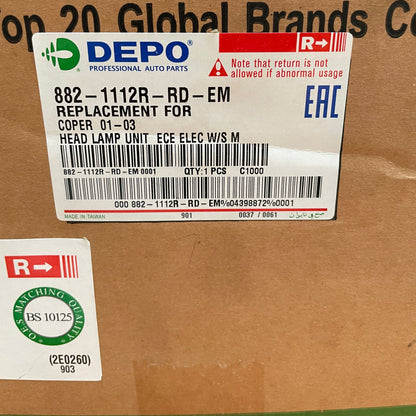 Top 20 Global Brands
DEPO
PROFESSIONAL AUTO PARTS
R
Note that return is not
allowed if abnormal usage
882-1112R-RD-EM
REPLACEMENT FOR
COPER 01-03
HEAD LAMP UNIT ECE ELEC W/S M
EAC
882-1112R-RD-EM 0001 QTY:1 PCS C1000
000 882-1112R-RD-EM%04398872%0001
MADE IN TAIWAN 901 0037 / 0061
R
O.E.S MATCHING QUALITY
BS 10125
(2E0260)
903